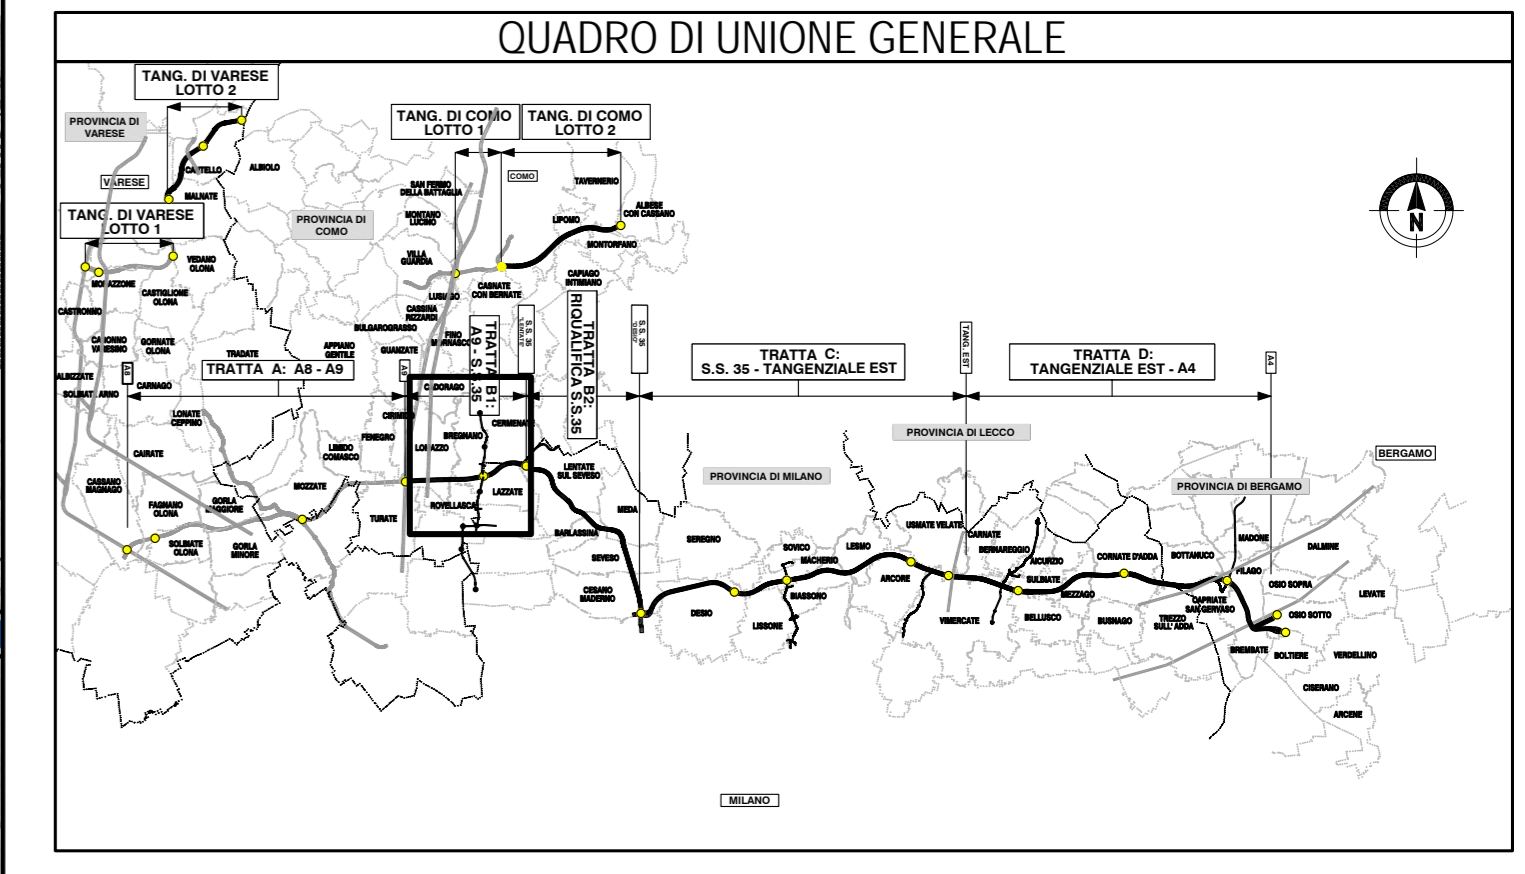 QUADRO DI UNIONE GENERALE
TANG. DI VARESE
LOTTO 2
PROVINCIA DI
VARESE
CANTELLO
ALBIOLO
VARESE
MALNATE
TANG. DI VARESE
LOTTO 1
VEDANO
OLONA
MORAZZONE
CASTIGLIONE
OLONA
CASTRONNO
CARONNO
VARESINO
GORNATE
OLONA
PROVINCIA DI
COMO
TANG. DI COMO
LOTTO 1
TANG. DI COMO
LOTTO 2
COMO
SAN FERMO
DELLA BATTAGLIA
TAVERNERIO
MONTANO
LUCINO
LIPOMO
ALBESE
CON CASSANO
MONTORFANO
VILLA
GUARDIA
CAPIAGO
INTIMIANO
CASNATE
CON BERNATE
CASSINA
RIZZARDI
BULGAROGRASSO
FINO
MORNASCO
APPIANO
GENTILE
GUANZATE
TRADATE
TRATTA A: A8 - A9
A8
A9
CARNAGO
SOLBIATE ARNO
LONATE
CEPPINO
CAIRATE
CASSANO
MAGNAGO
FAGNANO
OLONA
GORLA
MAGGIORE
SOLBIATE
OLONA
GORLA
MINORE
MOZZATE
LIMIDO
COMASCO
FENEGRO
TURATE
CADORAGO
CERMENATE
BREGNANO
LOMAZZO
LAZZATE
ROVELLASCA
TRATTA B1:
A9 - S.S.35
S.S. 35
TRATTA B2:
RIQUALIFICA S.S.35
S.S. 35
TRATTA C:
S.S. 35 - TANGENZIALE EST
TANG. EST
TRATTA D:
TANGENZIALE EST - A4
A4
N
LENTATE
SUL SEVESO
MEDA
BARLASSINA
SEVESO
CESANO
MADERNO
PROVINCIA DI MILANO
SEREGNO
DESIO
SOVICO
MACHERIO
BIASSONO
LISSONE
LESMO
ARCORE
PROVINCIA DI LECCO
USMATE VELATE
CARNATE
BERNAREGGIO
AICURZIO
SULBIATE
MEZZAGO
VIMERCATE
BELLUSCO
CORNATE D'ADDA
BUSNAGO
BOTTANUCO
TREZZO
SULL' ADDA
CAPRIATE
SAN GERVASO
PROVINCIA DI BERGAMO
BERGAMO
MADONE
FILAGO
DALMINE
OSIO SOPRA
LEVATE
OSIO SOTTO
BREMBATE
BOLTIERE
VERDELLINO
CISERANO
ARCENE
MILANO